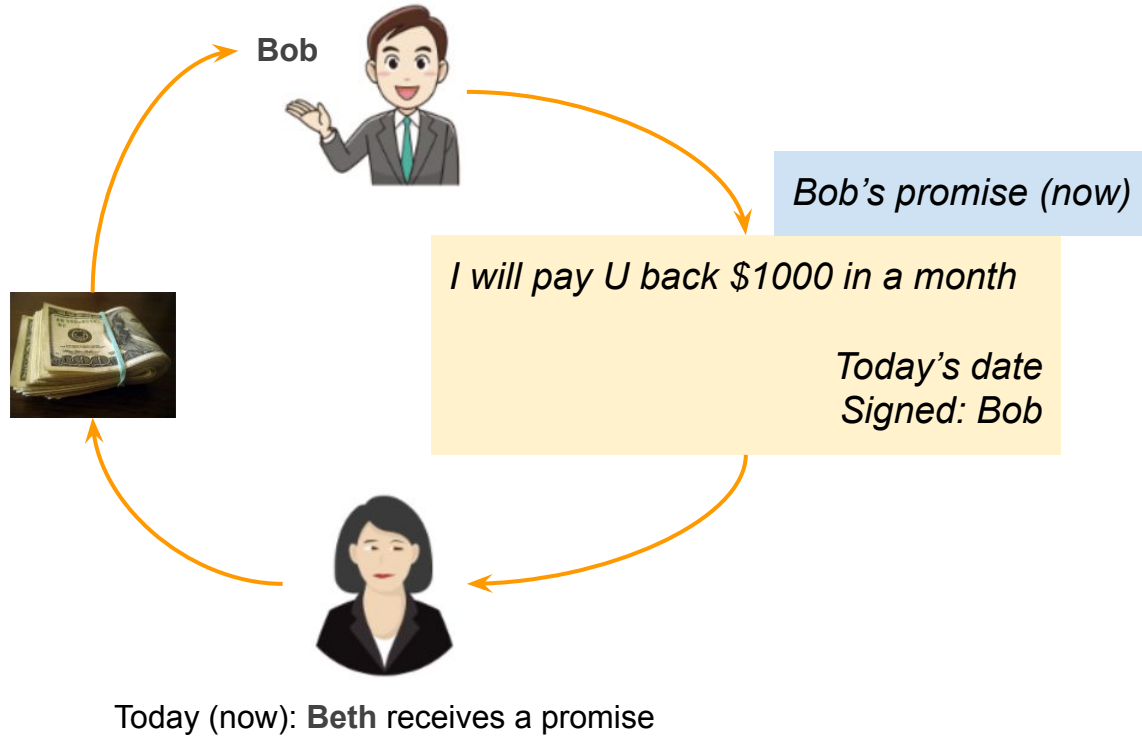 Bob
Bob’s promise (now)
I will pay U back $1000 in a month
Today’s date
Signed: Bob
Today (now): Beth receives a promise